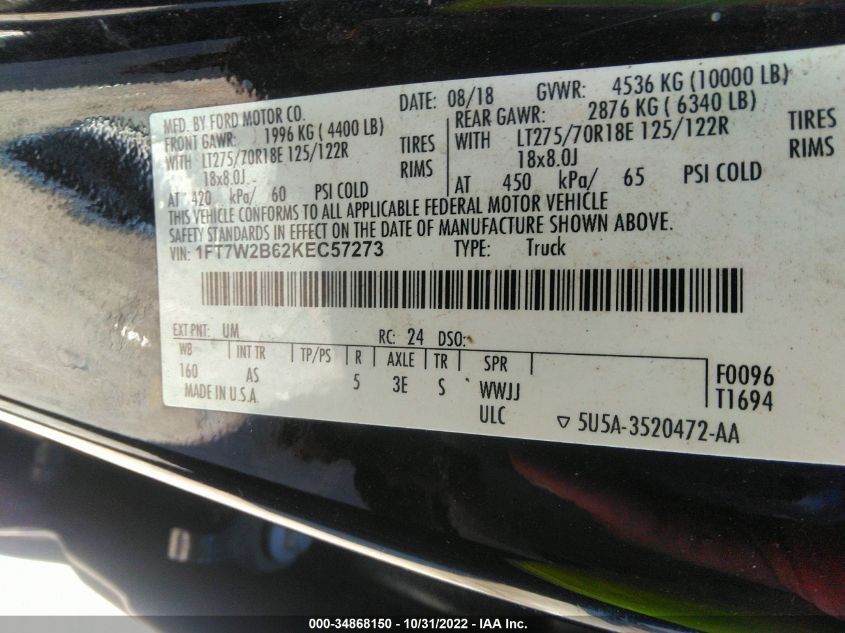 MFD. BY FORD MOTOR CO.
DATE: 08/18 GVWR: 4536 KG (10000 LB)
FRONT GAWR: 1996 KG ( 4400 LB)
REAR GAWR: 2876 KG ( 6340 LB)
WITH LT275/70R18E 125/122R TIRES
WITH LT275/70R18E 125/122R TIRES
18x8.0J RIMS
18x8.0J RIMS
AT 420 kPa/ 60 PSI COLD
AT 450 kPa/ 65 PSI COLD
THIS VEHICLE CONFORMS TO ALL APPLICABLE FEDERAL MOTOR VEHICLE
SAFETY STANDARDS IN EFFECT ON THE DATE OF MANUFACTURE SHOWN ABOVE.
VIN: 1FT7W2B62KEC57273 TYPE: Truck
EXT PNT: UM RC: 24 DSO:
WB INT TR TP/PS R AXLE TR SPR
160 AS 5 3E S WWJJ F0096
MADE IN U.S.A. ULC T1694
▽ 5U5A-3520472-AA
000-34868150 - 10/31/2022 - IAA Inc.